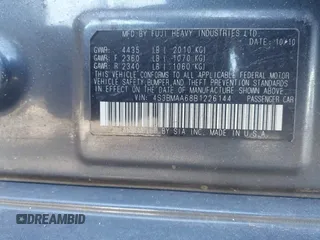 MFD BY FUJI HEAVY INDUSTRIES LTD.
DATE: 10/10
GVWR: 4435 LB ( 2010 KG)
GAWR: F 2360 LB ( 1070 KG)
GAWR: R 2340 LB ( 1060 KG)
THIS VEHICLE CONFORMS TO ALL APPLICABLE FEDERAL MOTOR
VEHICLE SAFETY, BUMPER AND THEFT PREVENTION STANDARDS
IN EFFECT ON THE DATE OF MANUFACTURE SHOWN ABOVE.
VIN: 4S3BMAA68B1226144 PASSENGER CAR
BY SIA INC. MADE IN U.S.A.
DREAMBID